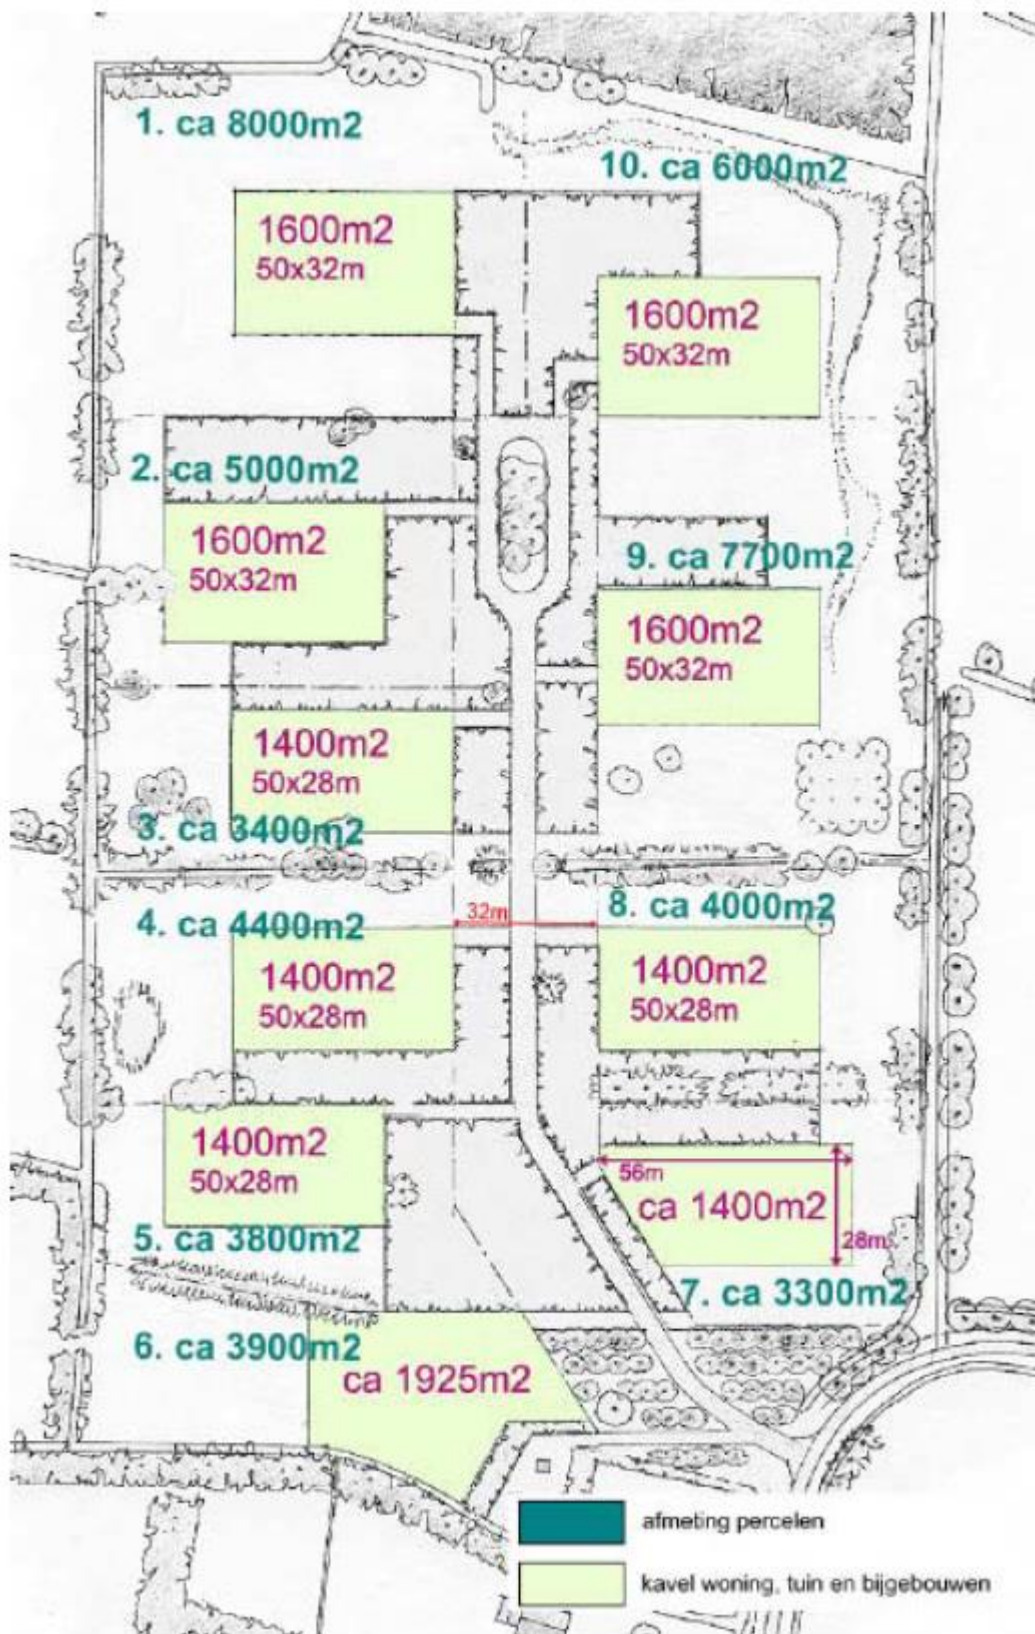 1. ca 8000m2
10. ca 6000m2
1600m2
50x32m
1600m2
50x32m
2. ca 5000m2
1600m2
50x32m
9. ca 7700m2
1600m2
50x32m
1400m2
50x28m
3. ca 3400m2
32m
8. ca 4000m2
4. ca 4400m2
1400m2
50x28m
1400m2
50x28m
1400m2
50x28m
56m
ca 1400m2
28m
5. ca 3800m2
7. ca 3300m2
6. ca 3900m2
ca 1925m2
afmeting percelen
kavel woning, tuin en bijgebouwen